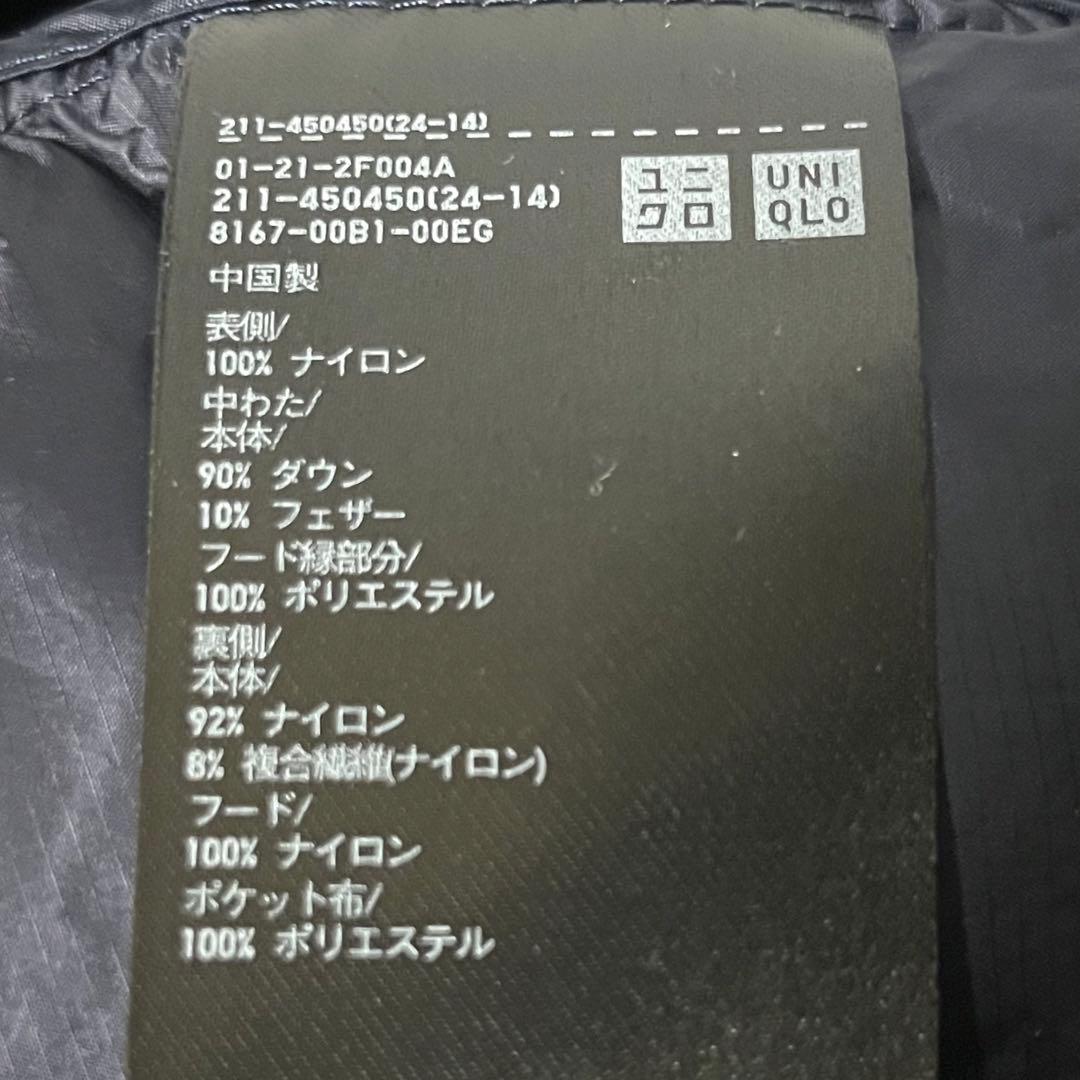 211-450450(24-14)
01-21-2F004A
211-450450(24-14)
8167-00B1-00EG
ユニ
クロ
UNI
QLO
中国製
表側/
100% ナイロン
中わた/
本体/
90% ダウン
10% フェザー
フード縁部分/
100% ポリエステル
裏側/
本体/
92% ナイロン
8% 複合繊維(ナイロン)
フード/
100% ナイロン
ポケット布/
100% ポリエステル